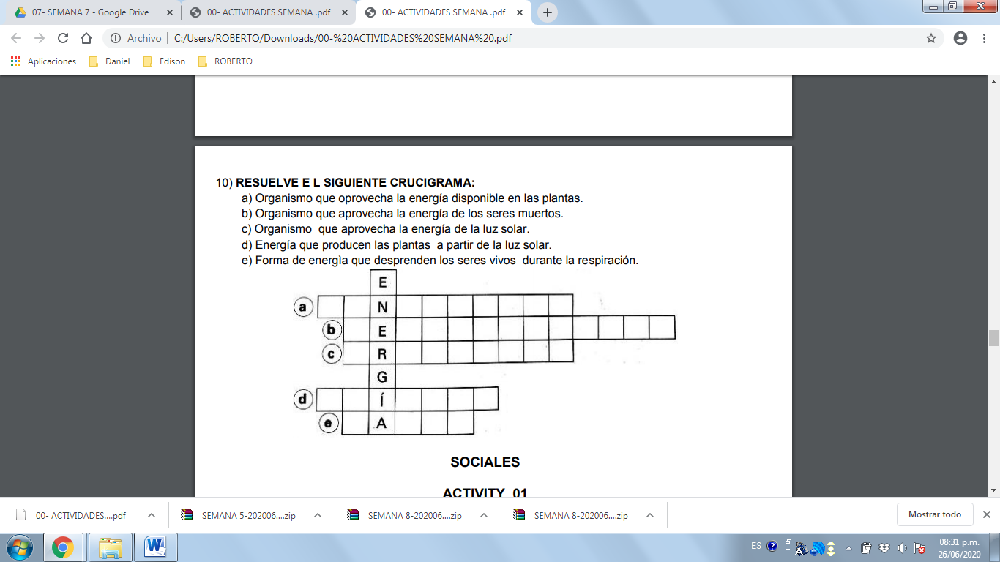 07- SEMANA 7 - Google Drive
00- ACTIVIDADES SEMANA .pdf
00- ACTIVIDADES SEMANA .pdf
Archivo
C:/Users/ROBERTO/Downloads/00-%20ACTIVIDADES%20SEMANA%20.pdf
Aplicaciones
Daniel
Edison
ROBERTO
10) RESUELVE E L SIGUIENTE CRUCIGRAMA:
a) Organismo que oprovecha la energía disponible en las plantas.
b) Organismo que aprovecha la energía de los seres muertos.
c) Organismo que aprovecha la energía de la luz solar.
d) Energía que producen las plantas a partir de la luz solar.
e) Forma de energìa que desprenden los seres vivos durante la respiración.
E
a N
b E
c R
G
d Í
e A
SOCIALES
ACTIVITY 01
00- ACTIVIDADES....pdf
SEMANA 5-202006....zip
SEMANA 8-202006....zip
SEMANA 8-202006....zip
Mostrar todo
ES
08:31 p.m.
26/06/2020